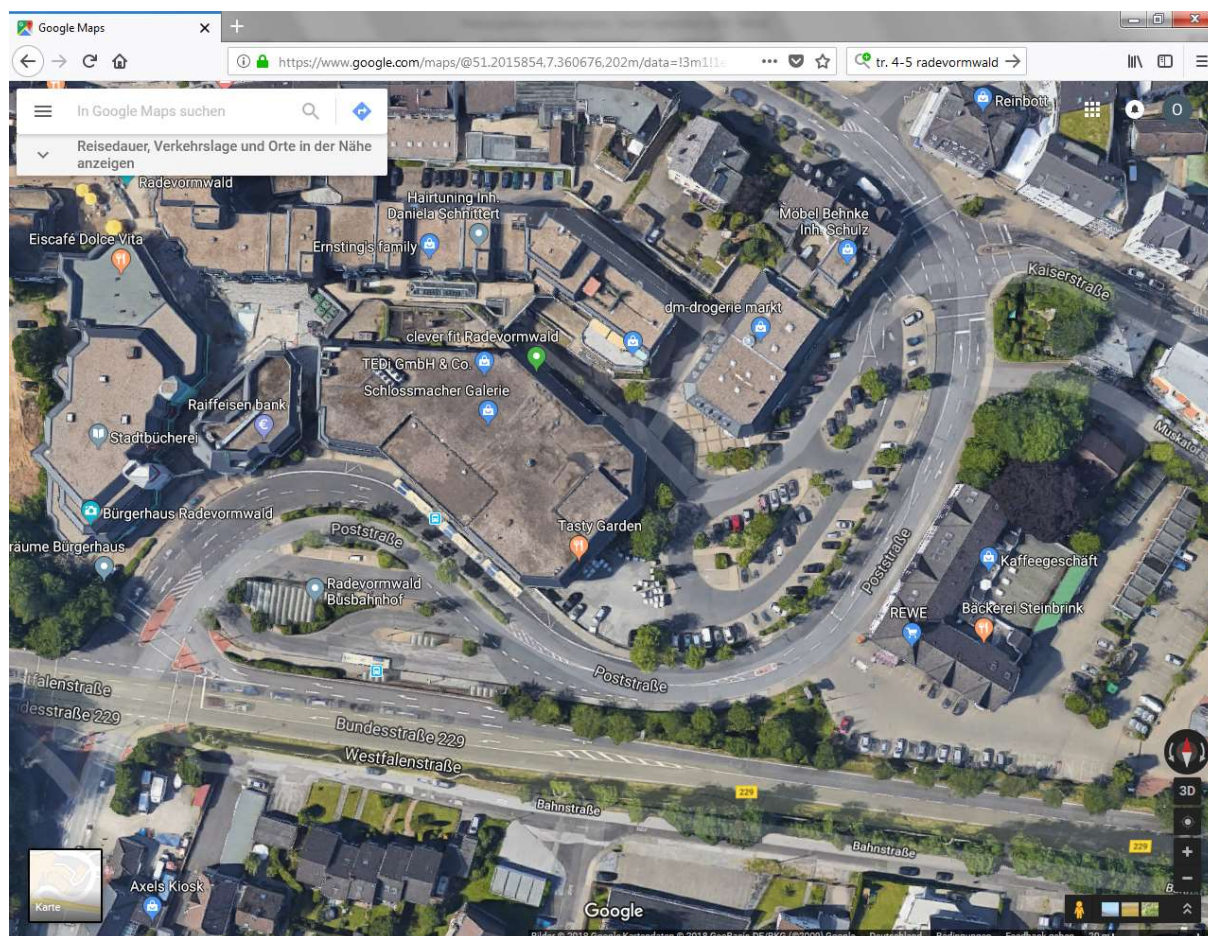 Google Maps
https://www.google.com/maps/@51.2015854,7.360676,202m/data=!3m1!1e
tr. 4-5 radevormwald
In Google Maps suchen
Reisedauer, Verkehrslage und Orte in der Nähe
anzeigen
Reinbott
O
Radevormwald
Hairtuning Inh.
Daniela Schnittert
Möbel Behnke
Inh. Schulz
Eiscafé Dolce Vita
Ernsting's family
Kaiserstraße
dm-drogerie markt
clever fit Radevormwald
TEDi GmbH & Co.
Schlossmacher Galerie
Raiffeisen bank
Stadtbücherei
Bürgerhaus Radevormwald
Poststraße
Tasty Garden
räume Bürgerhaus
Kaffeegeschäft
Poststraße
Radevormwald
Busbahnhof
REWE
Bäckerei Steinbrink
Poststraße
tfalenstraße
desstraße 229
Bundesstraße 229
Westfalenstraße
3D
229
Bahnstraße
229
Bahnstraße
Axels Kiosk
Karte
Google